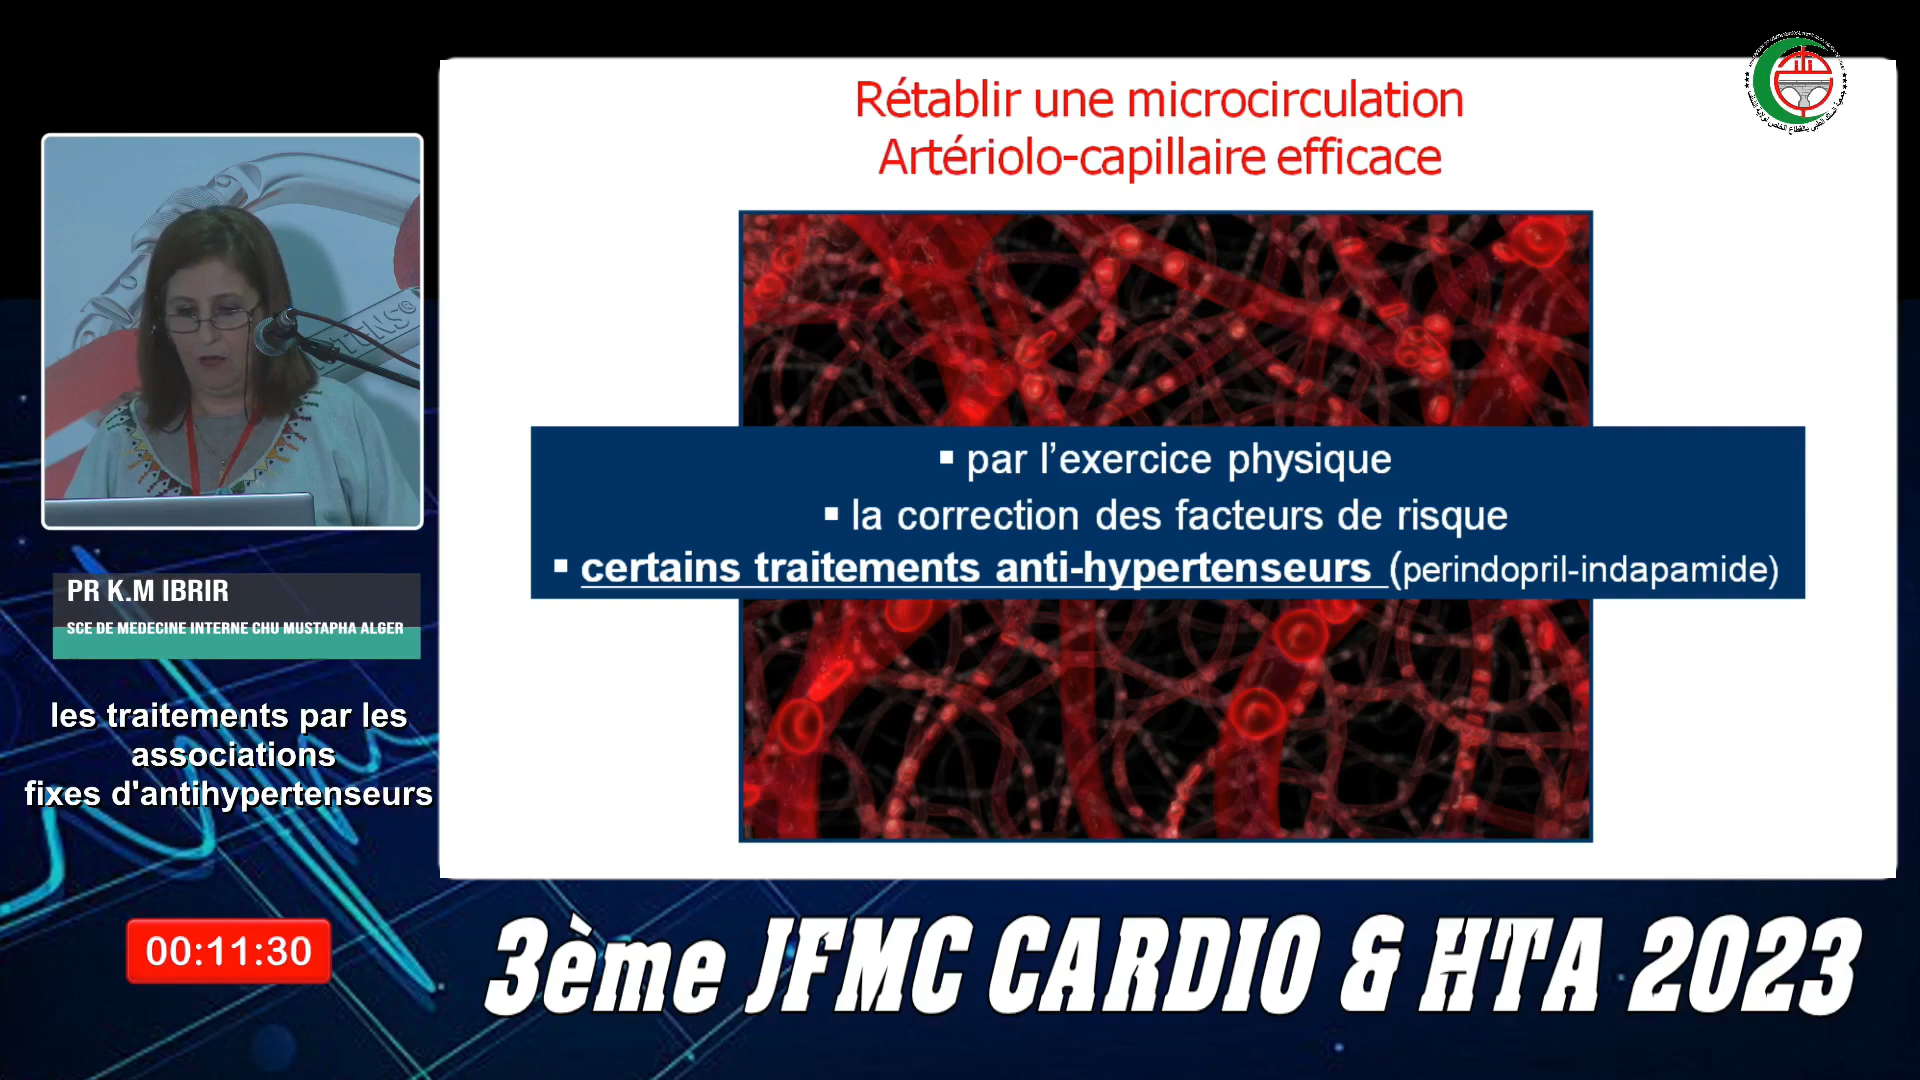 Rétablir une microcirculation
Artériolo-capillaire efficace
▪ par l’exercice physique
▪ la correction des facteurs de risque
▪ certains traitements anti-hypertenseurs (perindopril-indapamide)
PR K.M IBRIR
SCE DE MEDECINE INTERNE CHU MUSTAPHA ALGER
les traitements par les
associations
fixes d'antihypertenseurs
00:11:30
3ème JFMC CARDIO & HTA 2023